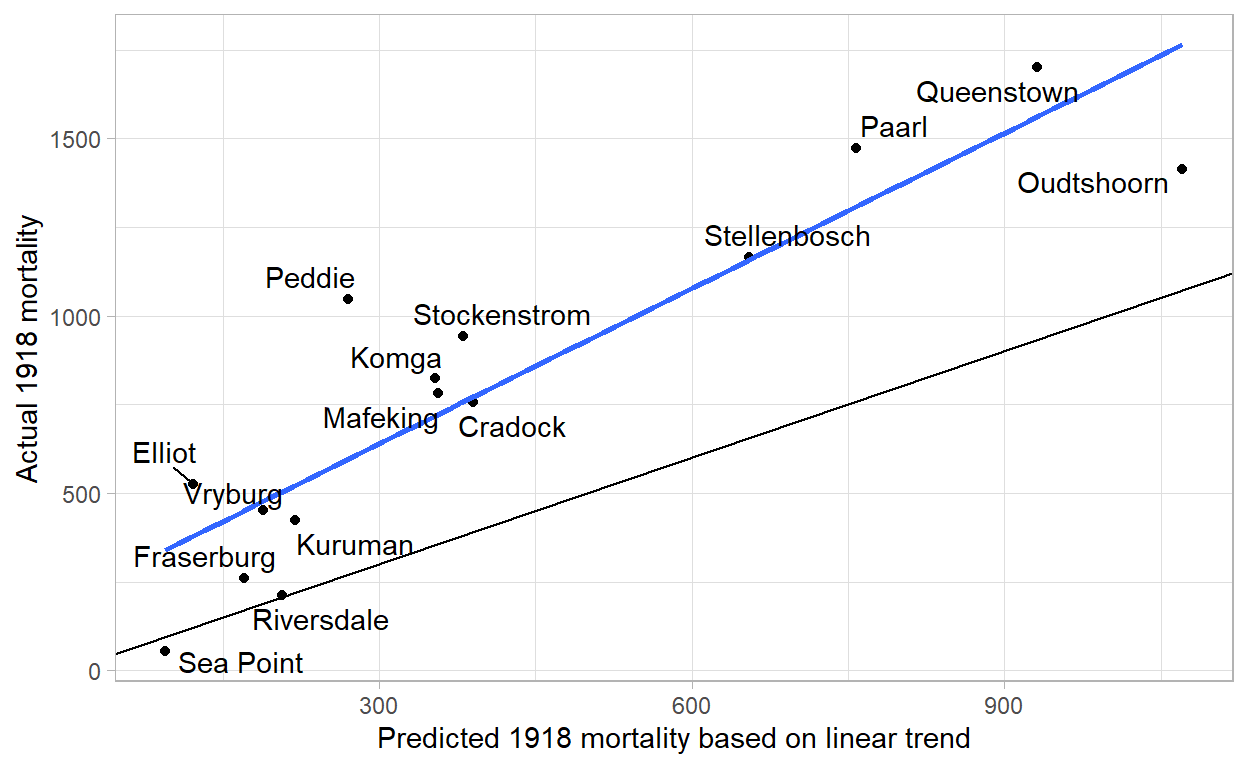 Queenstown
Paarl
1500
Oudtshoorn
Stellenbosch
Peddie
Stockenstrom
1000
Komga
Mafeking
Cradock
Elliot
Vryburg
500
Kuruman
Fraserburg
Riversdale
Sea Point
0
Actual 1918 mortality
300 600 900
Predicted 1918 mortality based on linear trend